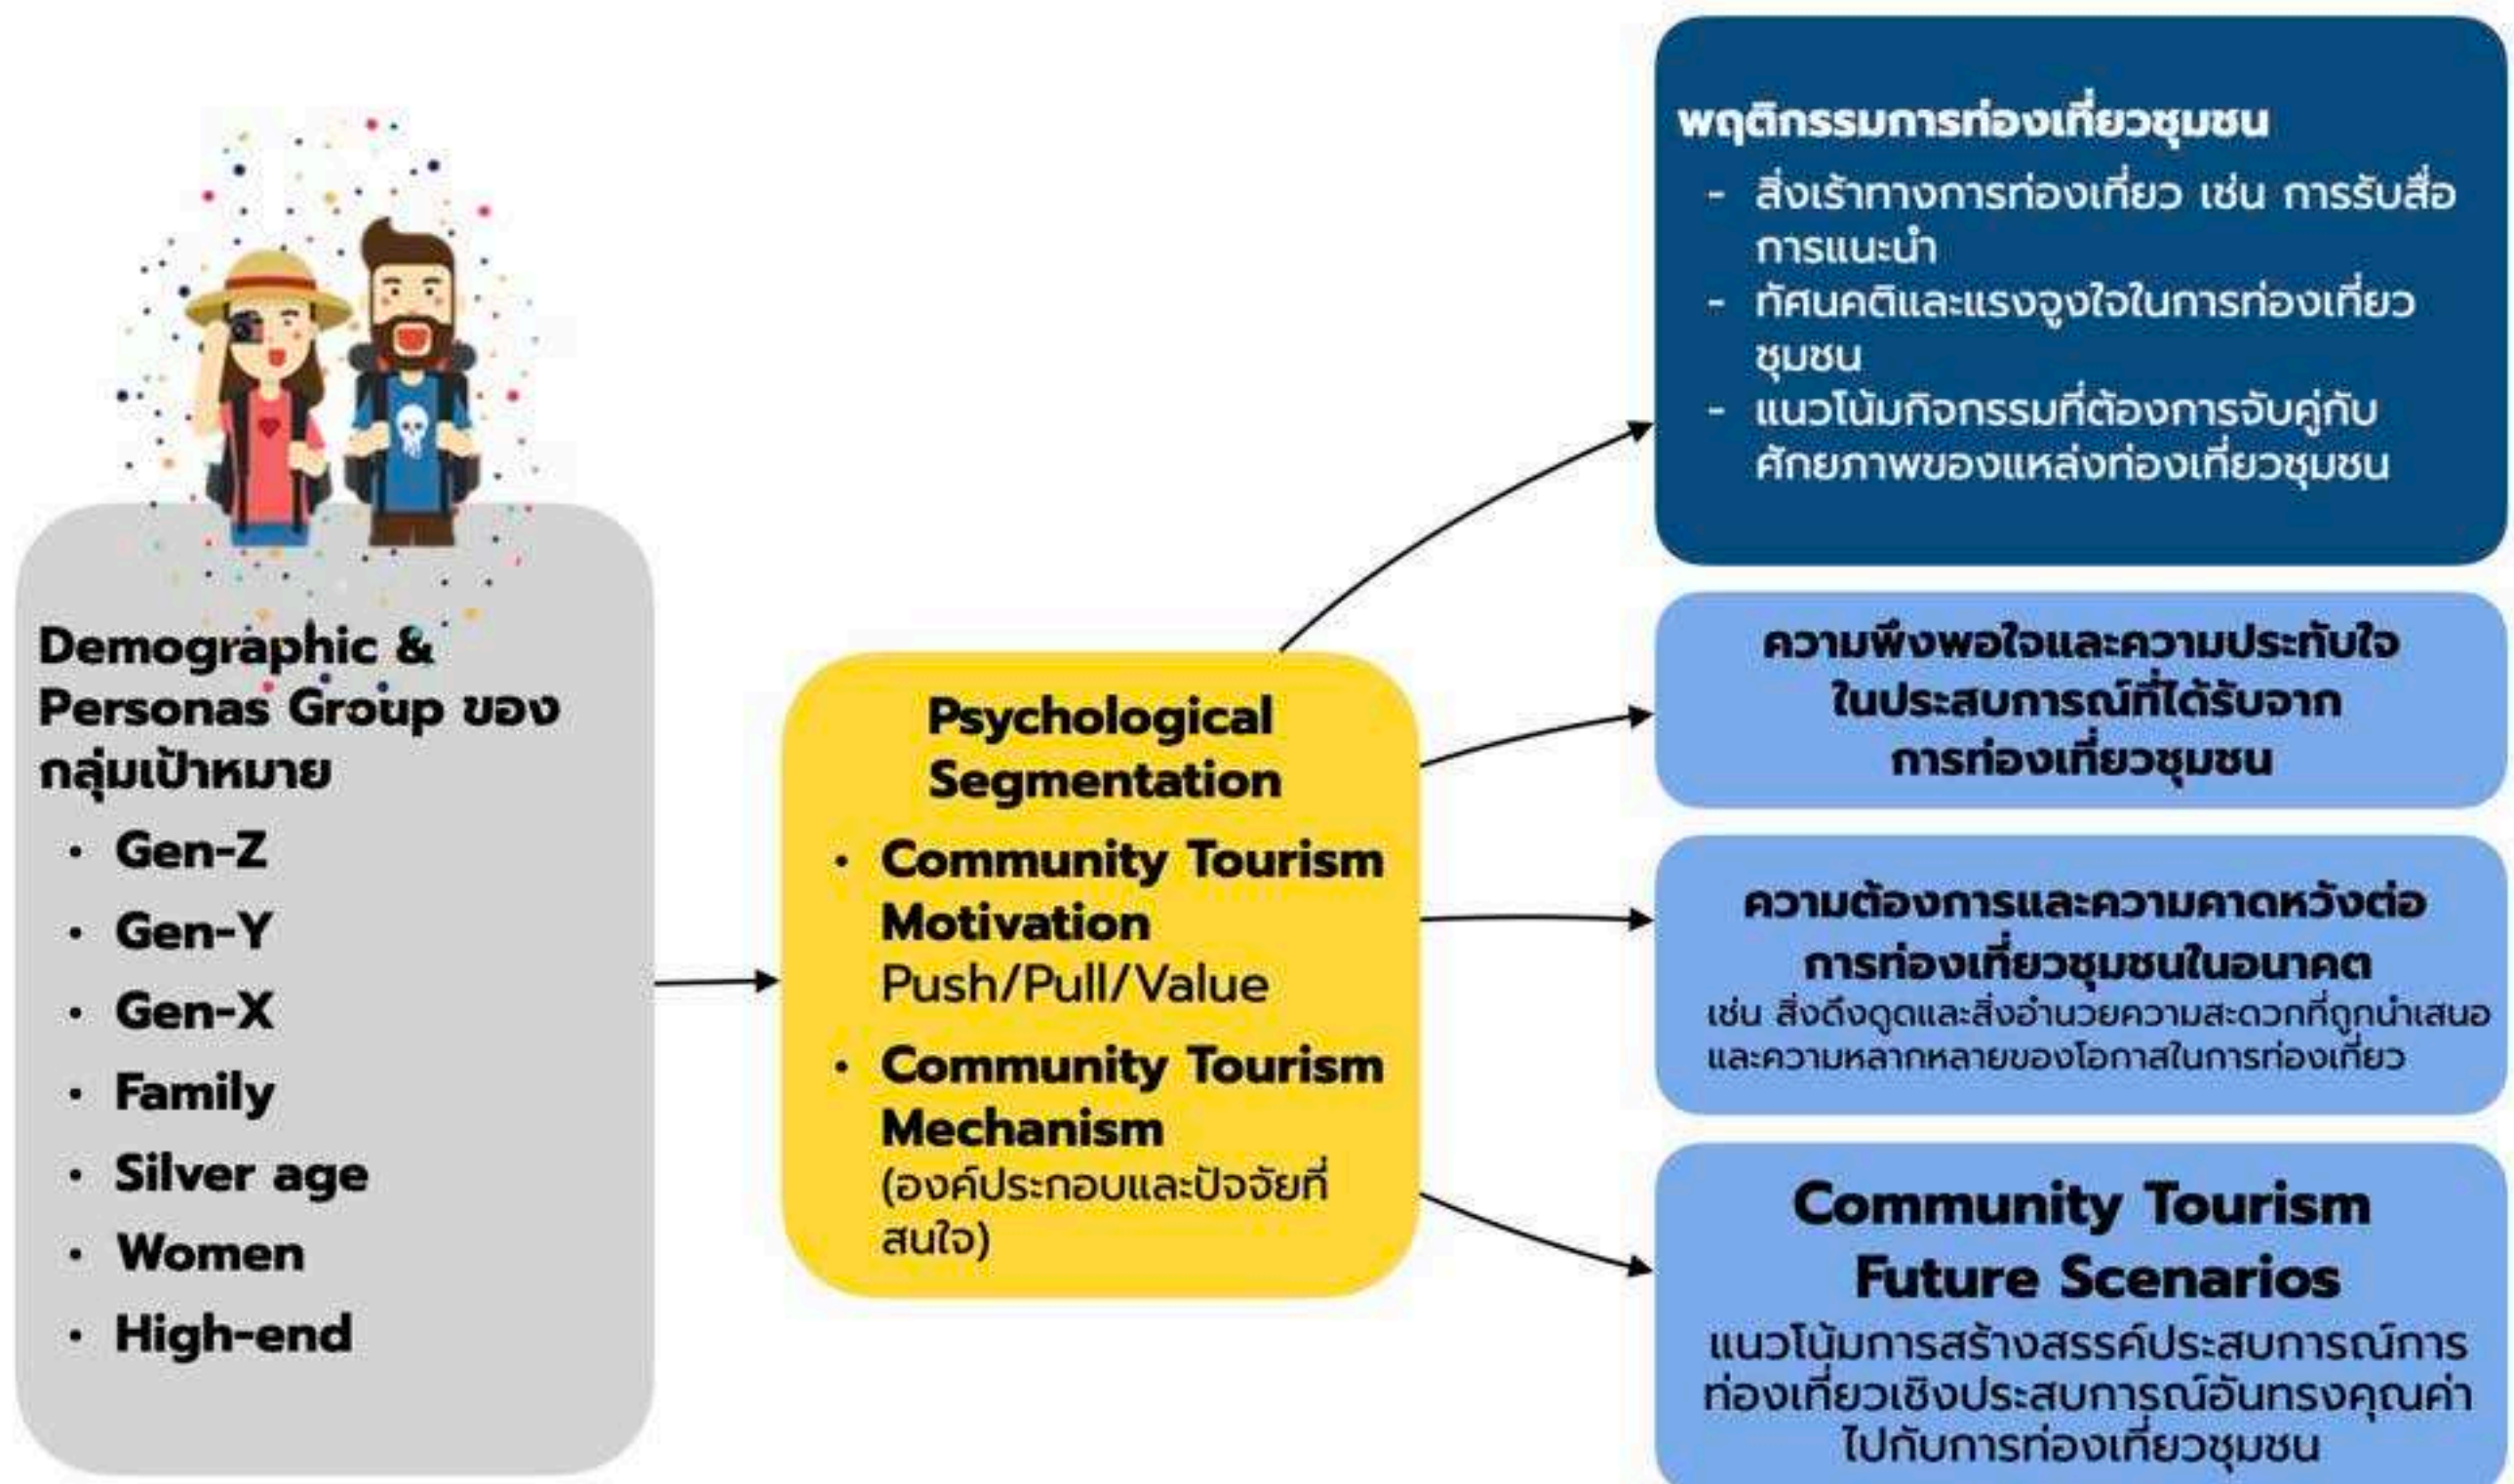 Demographic &
Personas Group ของ
กลุ่มเป้าหมาย
• Gen-Z
• Gen-Y
• Gen-X
• Family
• Silver age
• Women
• High-end
Psychological
Segmentation
• Community Tourism
Motivation
Push/Pull/Value
• Community Tourism
Mechanism
(องค์ประกอบและปัจจัยที่
สนใจ)
พฤติกรรมการท่องเที่ยวชุมชน
- สิ่งเร้าทางการท่องเที่ยว เช่น การรับสื่อ
การแนะนำ
- ทัศนคติและแรงจูงใจในการท่องเที่ยว
ชุมชน
- แนวโน้มกิจกรรมที่ต้องการจับคู่กับ
ศักยภาพของแหล่งท่องเที่ยวชุมชน
ความพึงพอใจและความประทับใจ
ในประสบการณ์ที่ได้รับจาก
การท่องเที่ยวชุมชน
ความต้องการและความคาดหวังต่อ
การท่องเที่ยวชุมชนในอนาคต
เช่น สิ่งดึงดูดและสิ่งอำนวยความสะดวกที่ถูกนำเสนอ
และความหลากหลายของโอกาสในการท่องเที่ยว
Community Tourism
Future Scenarios
แนวโน้มการสร้างสรรค์ประสบการณ์การ
ท่องเที่ยวเชิงประสบการณ์อันทรงคุณค่า
ไปกับการท่องเที่ยวชุมชน